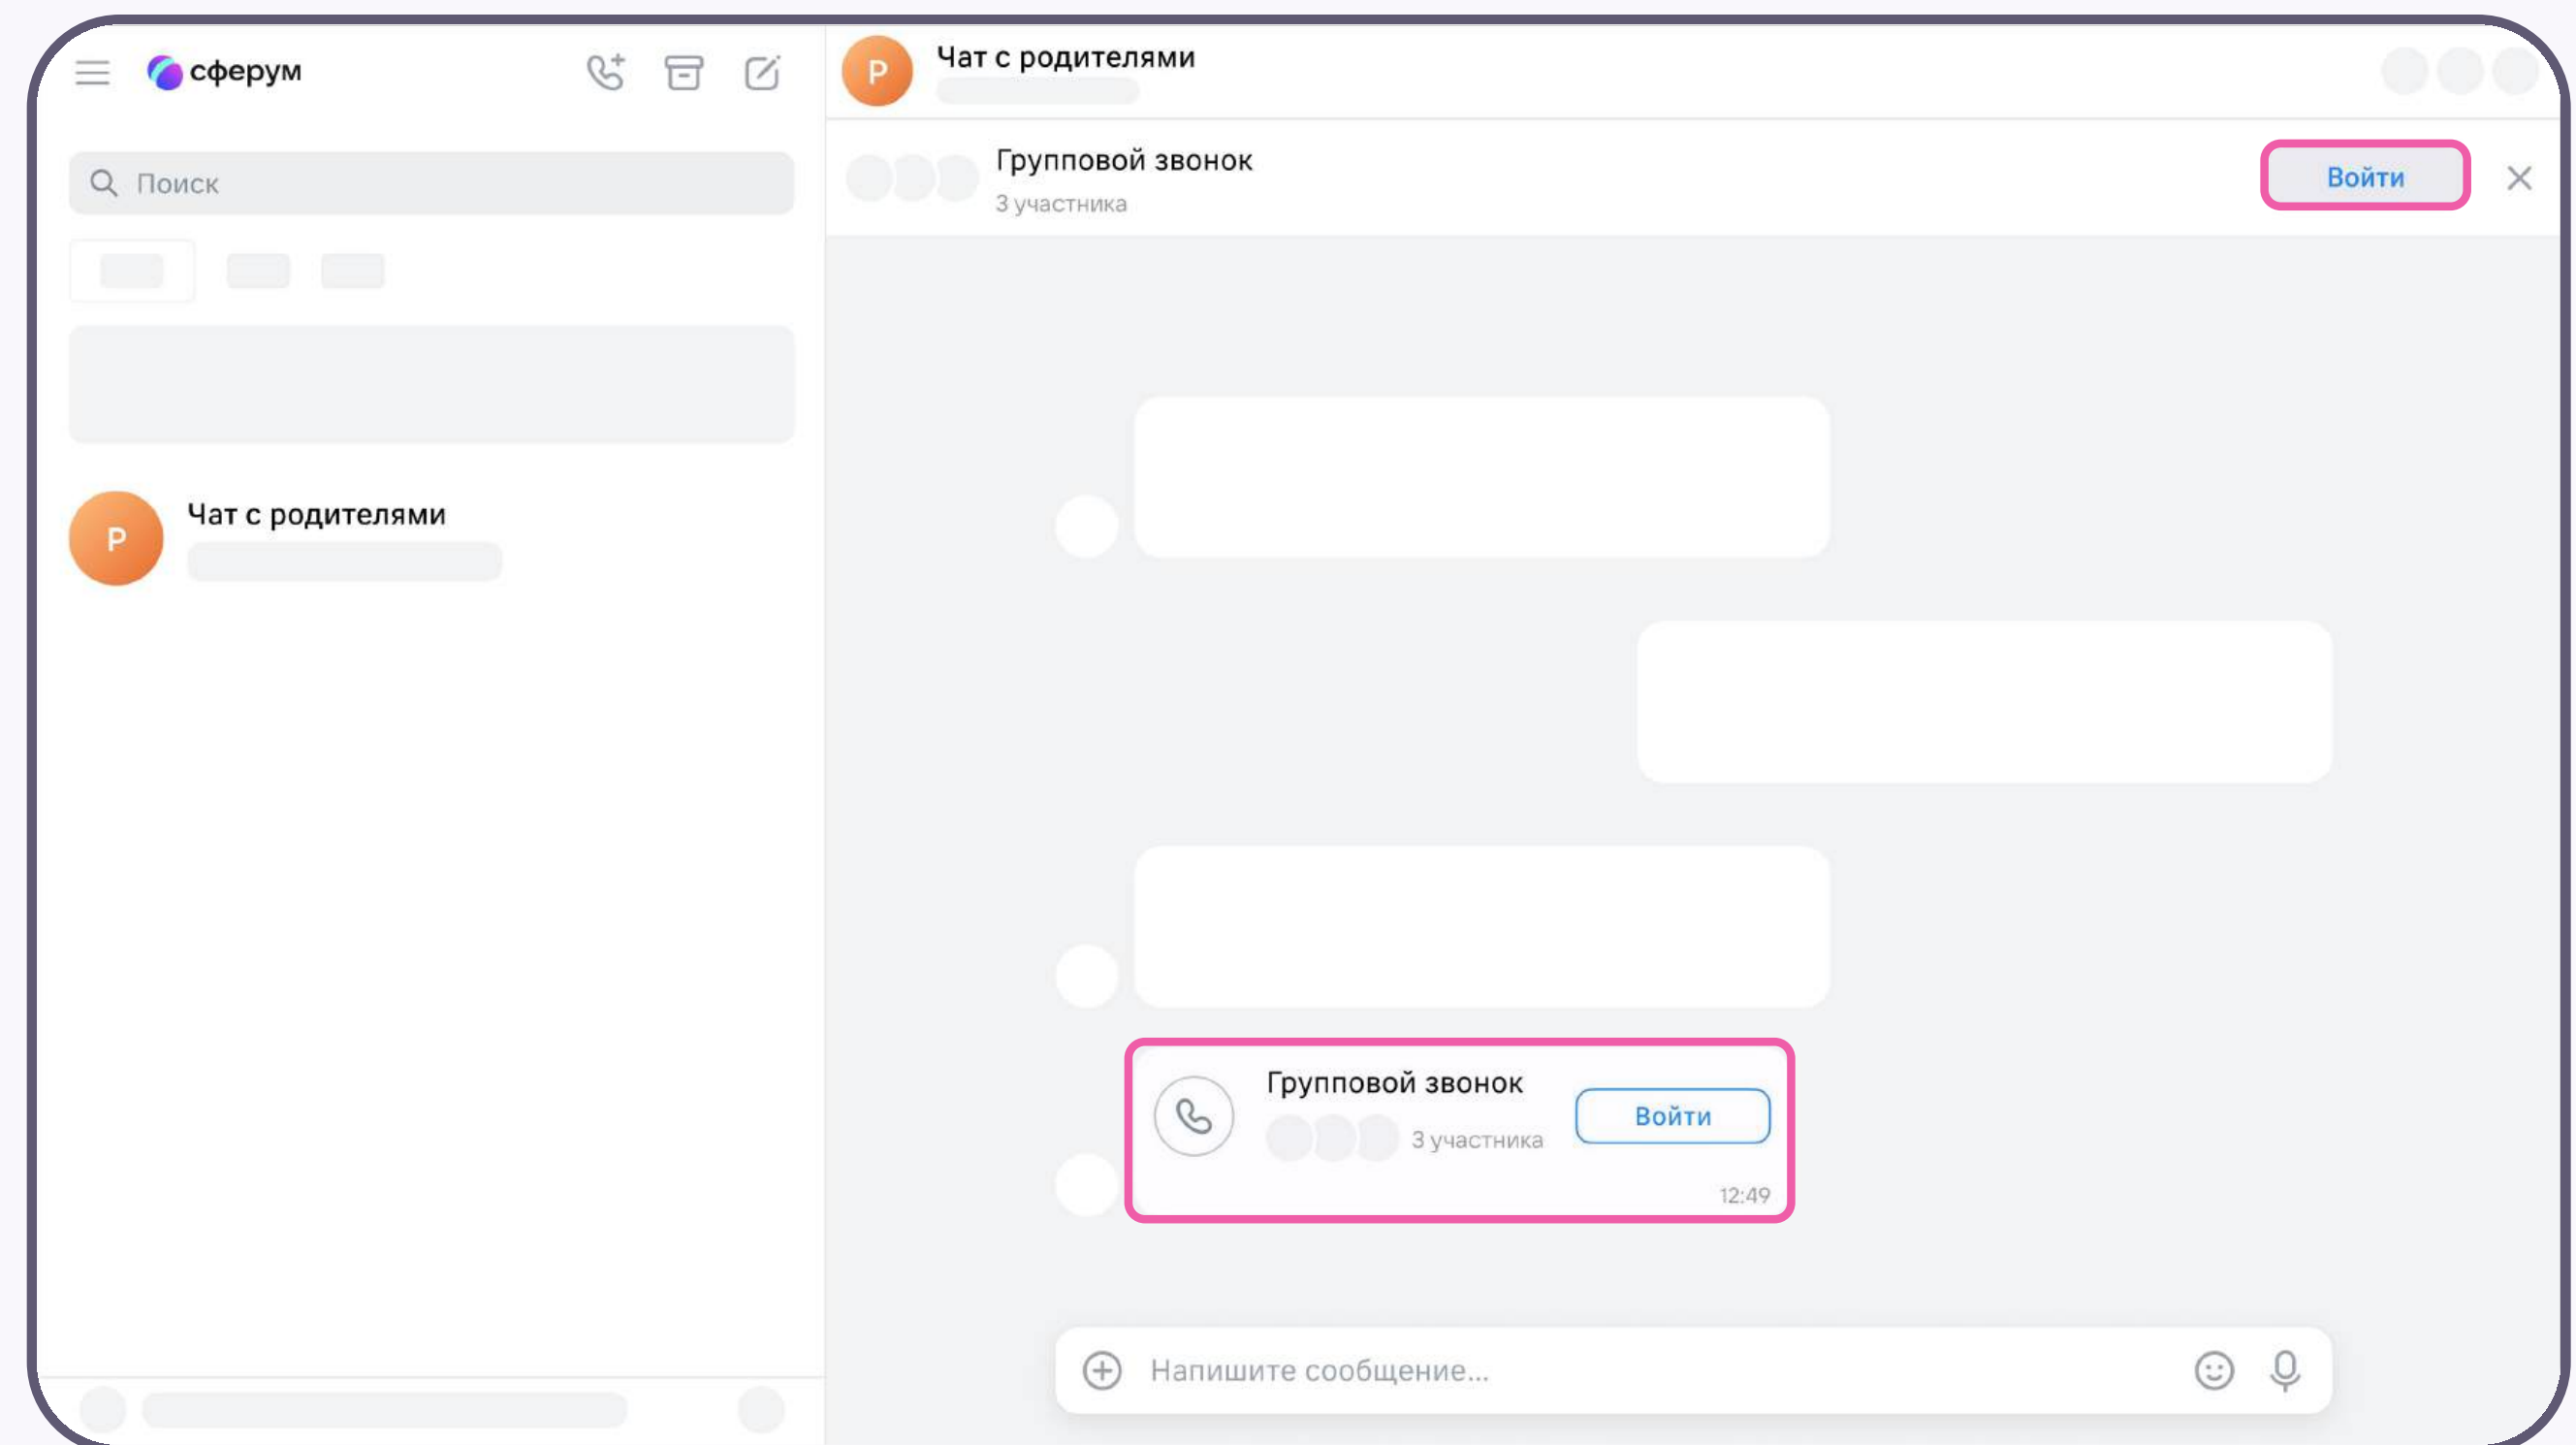 сферум
Поиск
Р
Чат с родителями
Р
Чат с родителями
Групповой звонок
3 участника
Войти
Групповой звонок
3 участника
Войти
12:49
Напишите сообщение...